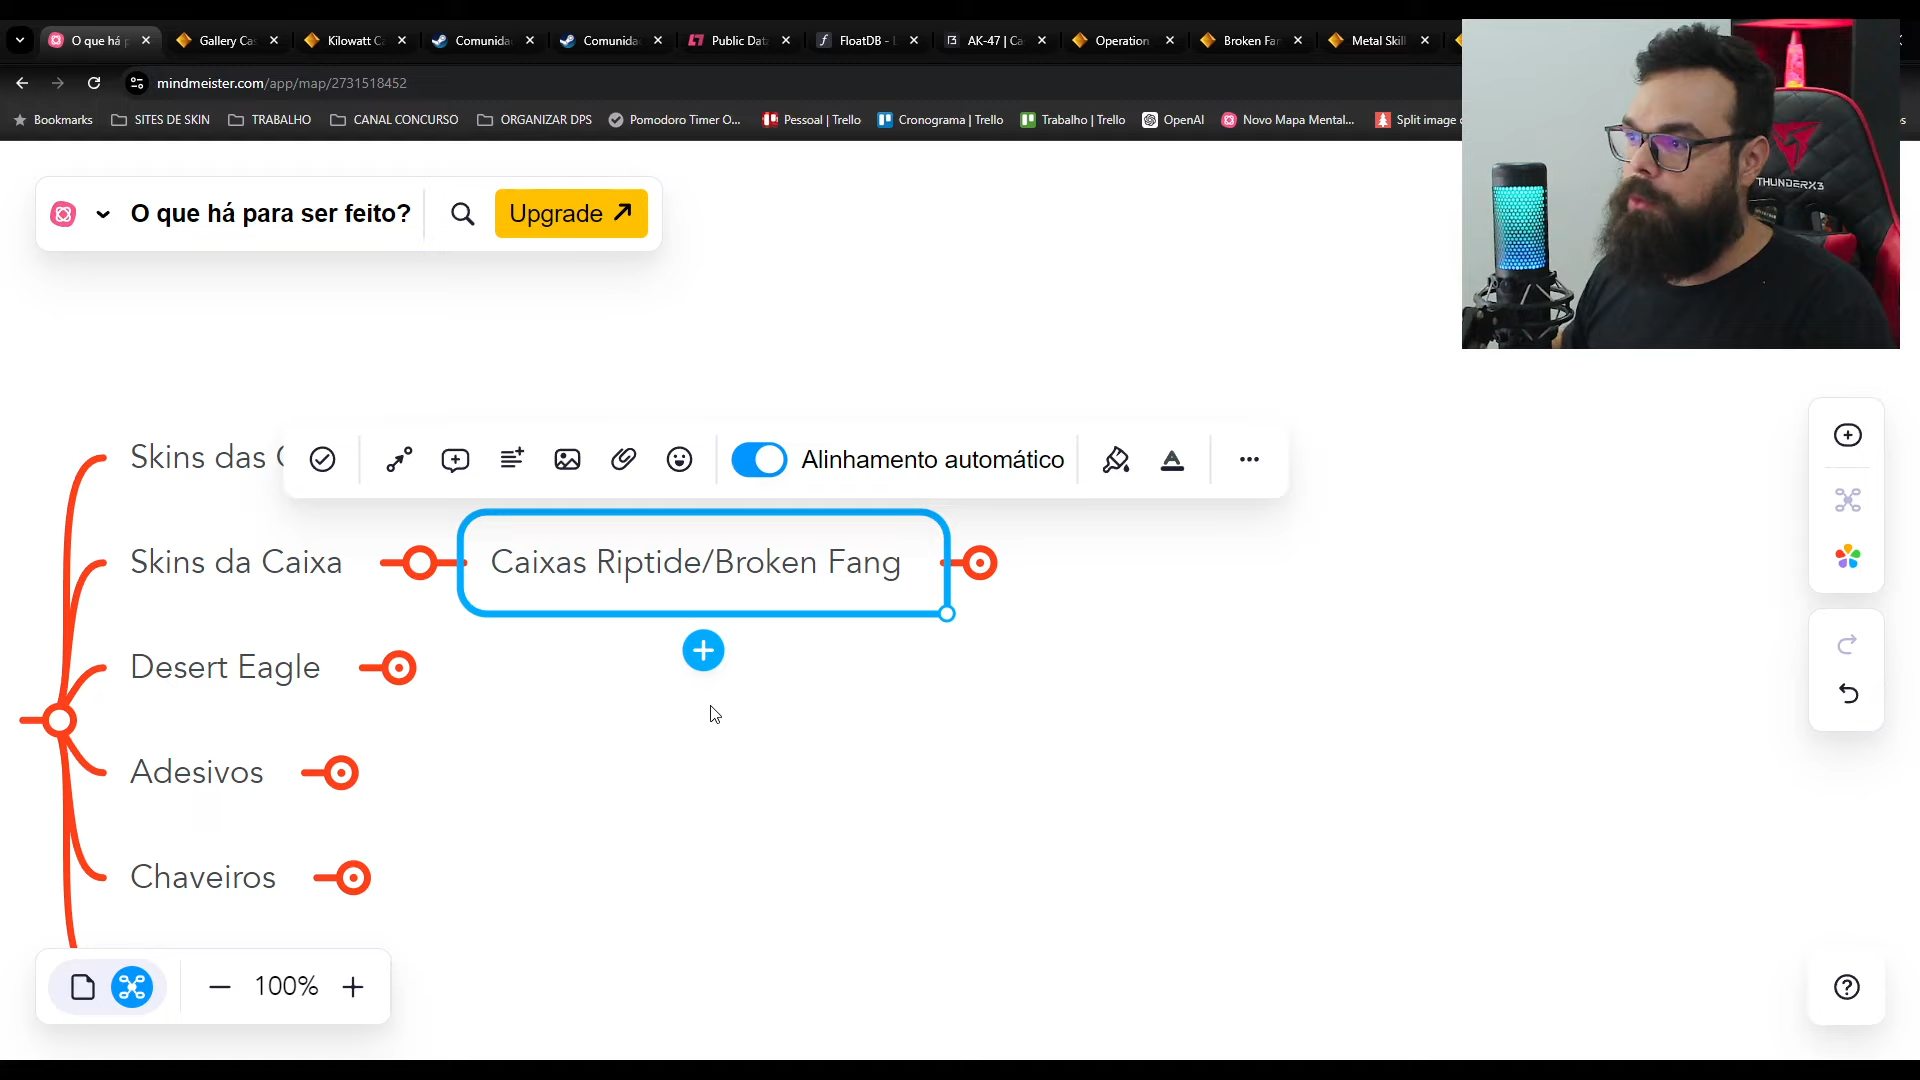 O que há p
Gallery Cas
Kilowatt C
Comunida
Comunida
Public Dat
FloatDB -
AK-47 | Ca
Operation
Broken Fan
Metal Skil
mindmeister.com/app/map/2731518452
Bookmarks
SITES DE SKIN
TRABALHO
CANAL CONCURSO
ORGANIZAR DPS
Pomodoro Timer O...
Pessoal | Trello
Cronograma | Trello
Trabalho | Trello
OpenAI
Novo Mapa Mental...
Split image
THUNDERX3
O que há para ser feito?
Upgrade
Skins das
Alinhamento automático
Skins da Caixa
Caixas Riptide/Broken Fang
Desert Eagle
Adesivos
Chaveiros
100%